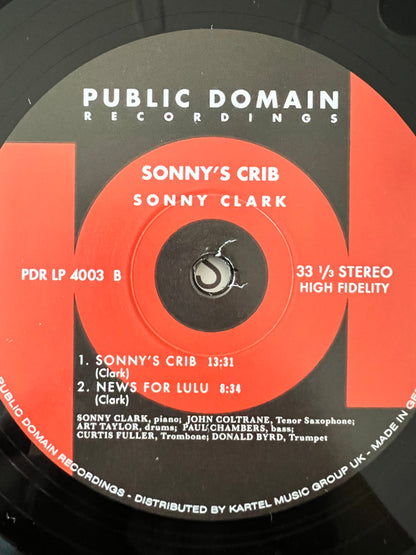 PUBLIC DOMAIN
RECORDINGS
SONNY'S CRIB
SONNY CLARK
PDR LP 4003 B
33 1/3 STEREO
HIGH FIDELITY
1. SONNY'S CRIB 13:31
(Clark)
2. NEWS FOR LULU 8:34
(Clark)
SONNY CLARK, piano; JOHN COLTRANE, Tenor Saxophone;
ART TAYLOR, drums; PAUL CHAMBERS, bass;
CURTIS FULLER, Trombone; DONALD BYRD, Trumpet
PUBLIC DOMAIN RECORDINGS - DISTRIBUTED BY KARTEL MUSIC GROUP UK - MADE IN